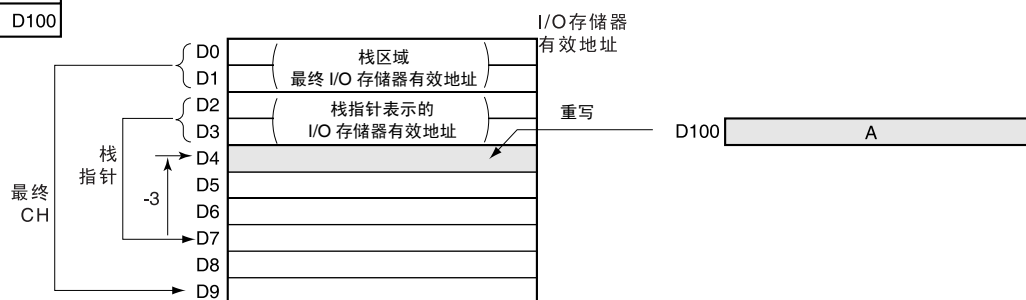 D100
I/O存储器
有效地址
D0
栈区域
D1
最终 I/O 存储器有效地址
D2
栈指针表示的
D3
I/O 存储器有效地址
重写
D100
A
栈
指针
D4
D5
最终
CH
-3
D6
D7
D8
D9